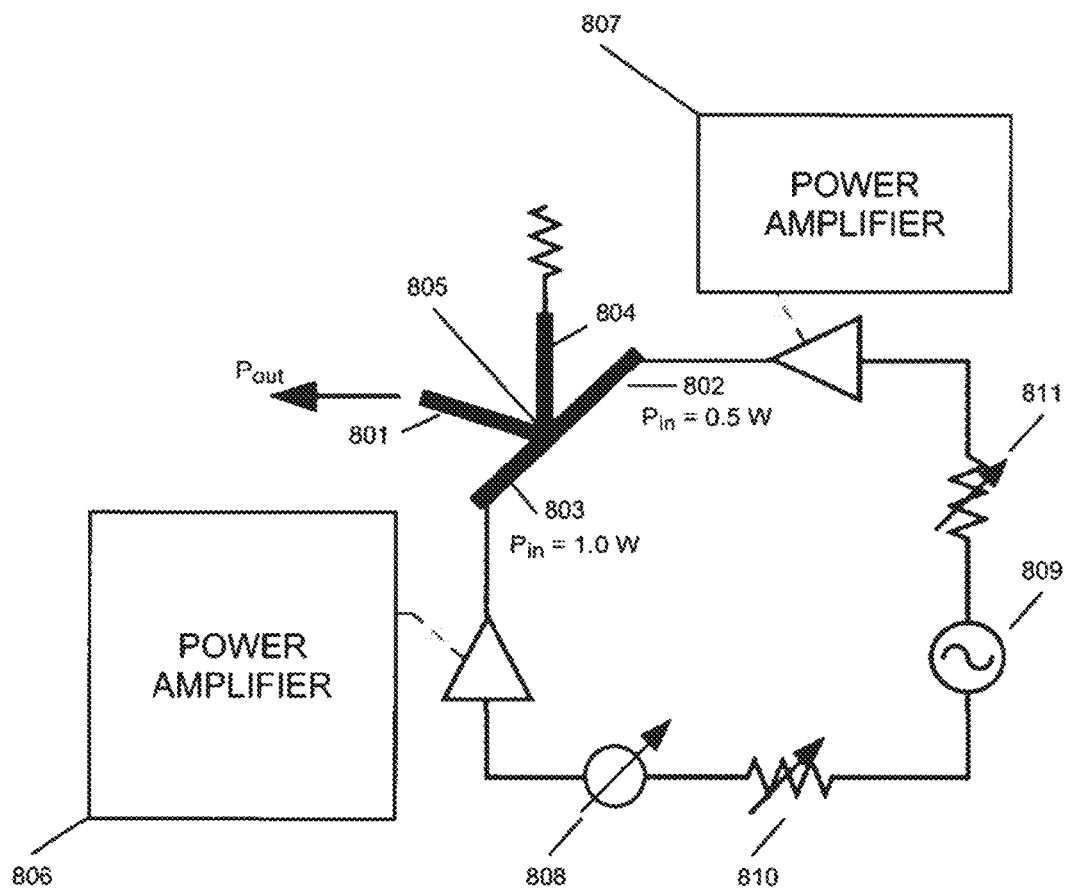 807
POWER
AMPLIFIER
805
804
Pout
802
801
Pin = 0.5 W
811
803
Pin = 1.0 W
809
POWER
AMPLIFIER
806
808
810